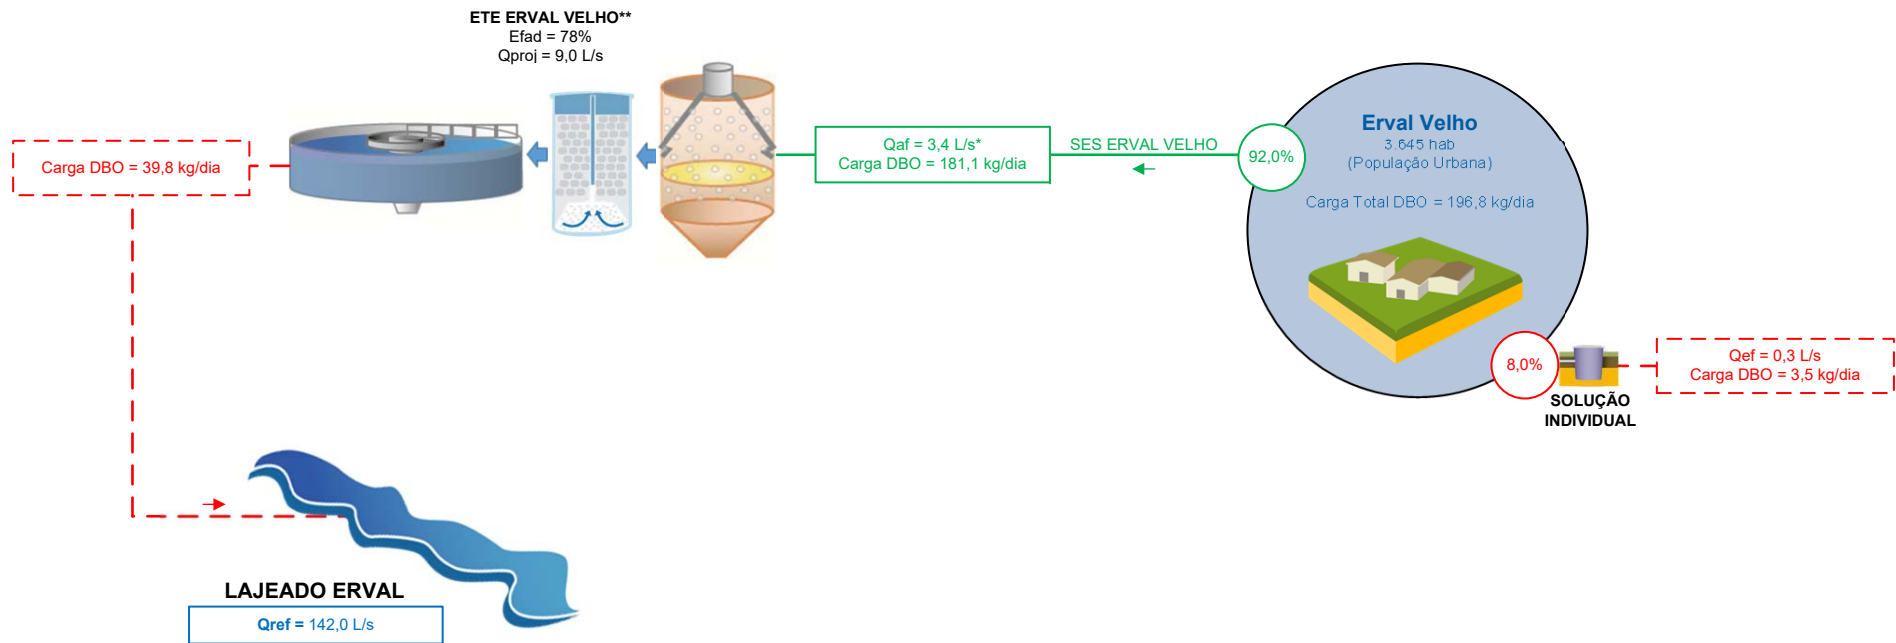 ETE ERVAL VELHO**
Efad = 78%
Qproj = 9,0 L/s
Carga DBO = 39,8 kg/dia
Qaf = 3,4 L/s*
Carga DBO = 181,1 kg/dia
SES ERVAL VELHO
92,0%
Erval Velho
3.645 hab
(População Urbana)
Carga Total DBO = 196,8 kg/dia
8,0%
SOLUÇÃO
INDIVIDUAL
Qef = 0,3 L/s
Carga DBO = 3,5 kg/dia
LAJEADO ERVAL
Qref = 142,0 L/s